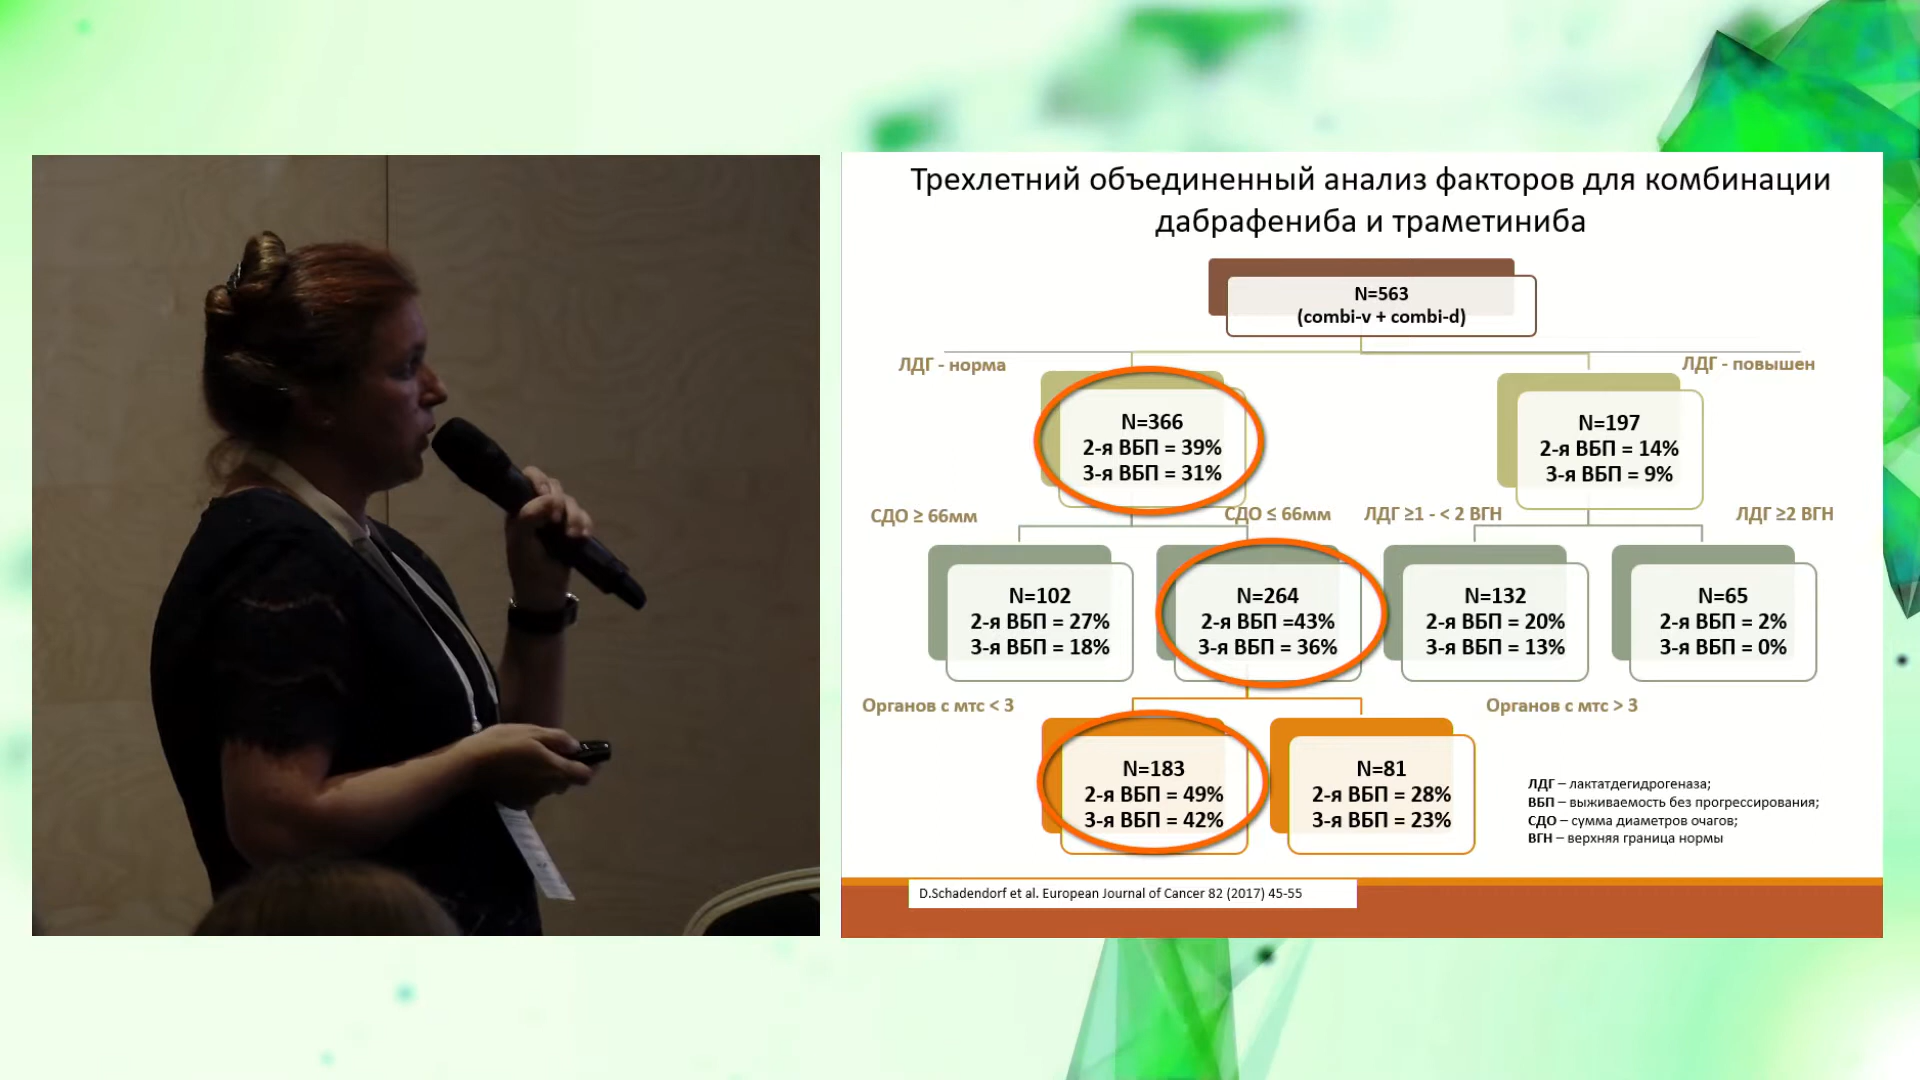 Трехлетний объединенный анализ факторов для комбинации
дабрафениба и траметиниба
N=563
(combi-v + combi-d)
ЛДГ - норма
ЛДГ - повышен
N=366
2-я ВБП = 39%
3-я ВБП = 31%
N=197
2-я ВБП = 14%
3-я ВБП = 9%
СДО ≥ 66мм
СДО ≤ 66мм
ЛДГ ≥1 - < 2 ВГН
ЛДГ ≥2 ВГН
N=102
2-я ВБП = 27%
3-я ВБП = 18%
N=264
2-я ВБП =43%
3-я ВБП = 36%
N=132
2-я ВБП = 20%
3-я ВБП = 13%
N=65
2-я ВБП = 2%
3-я ВБП = 0%
Органов с мтс < 3
Органов с мтс > 3
N=183
2-я ВБП = 49%
3-я ВБП = 42%
N=81
2-я ВБП = 28%
3-я ВБП = 23%
ЛДГ – лактатдегидрогеназа;
ВБП – выживаемость без прогрессирования;
СДО – сумма диаметров очагов;
ВГН – верхняя граница нормы
D.Schadendorf et al. European Journal of Cancer 82 (2017) 45-55